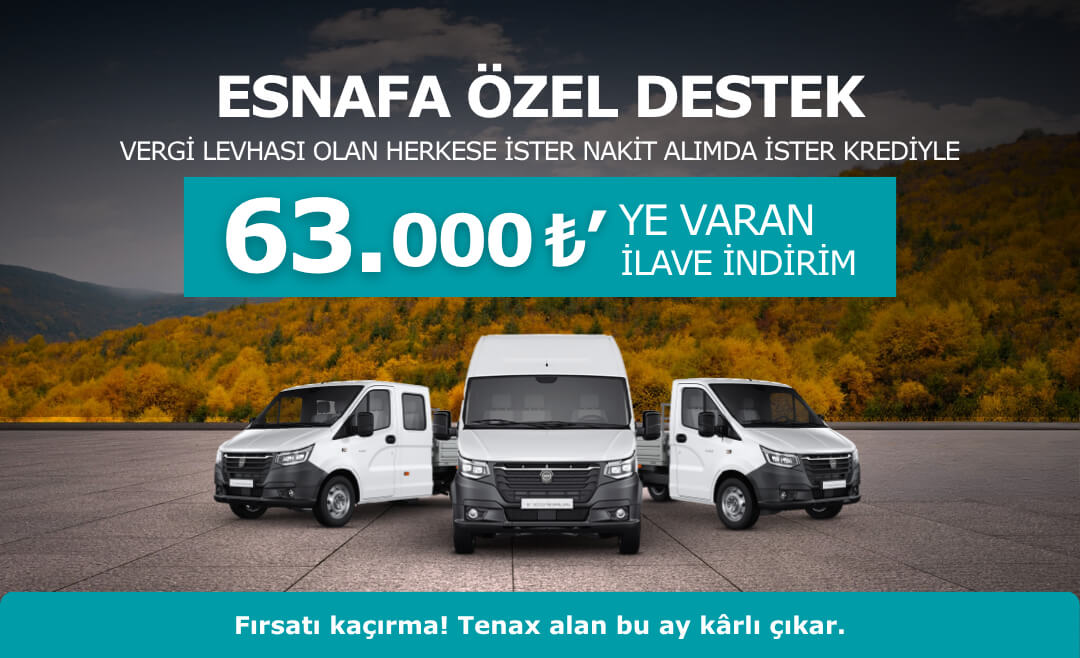 ESNAFA ÖZEL DESTEK
VERGİ LEVHASI OLAN HERKESE İSTER NAKİT ALIMDA İSTER KREDİYLE
63.000 ₺' YE VARAN
İLAVE İNDİRİM
Fırsatı kaçırma! Tenax alan bu ay kârlı çıkar.